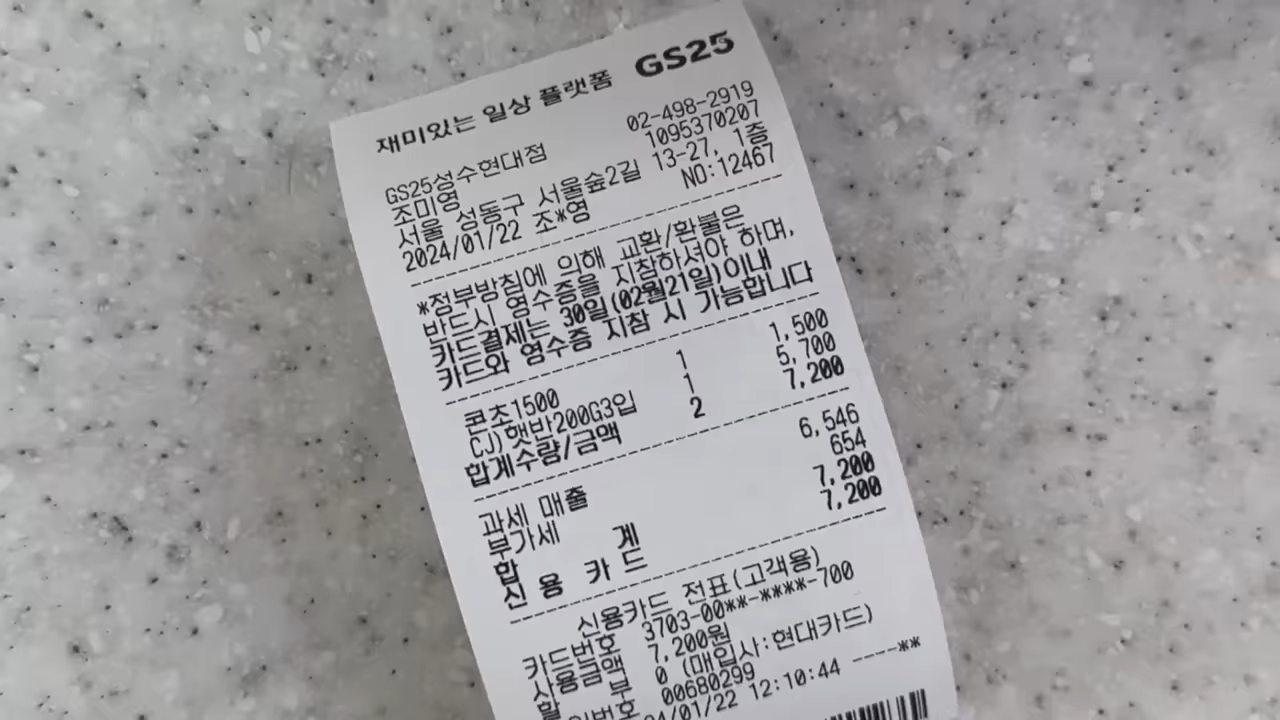 재미있는 일상 플랫폼 GS25
GS25성수현대점 02-498-2919
조미영 1095370207
서울 성동구 서울숲2길 13-27, 1층
2024/01/22 조*영 NO:12467
*정부방침에 의해 교환/환불은
반드시 영수증을 지참하셔야 하며,
카드결제는 30일(02월21일)이내
카드와 영수증 지참 시 가능합니다
콘초1500 1 1,500
CJ)햇반200G3입 1 5,700
합계수량/금액 2 7,200
과세 매출 6,546
부가세 654
합 계 7,200
신 용 카 드 7,200
신용카드 전표(고객용)
카드번호 3703-00**-****-700
사용금액 7,200원
할 부 0 (매입사:현대카드)
00680299
24/01/22 12:10:44 ----**